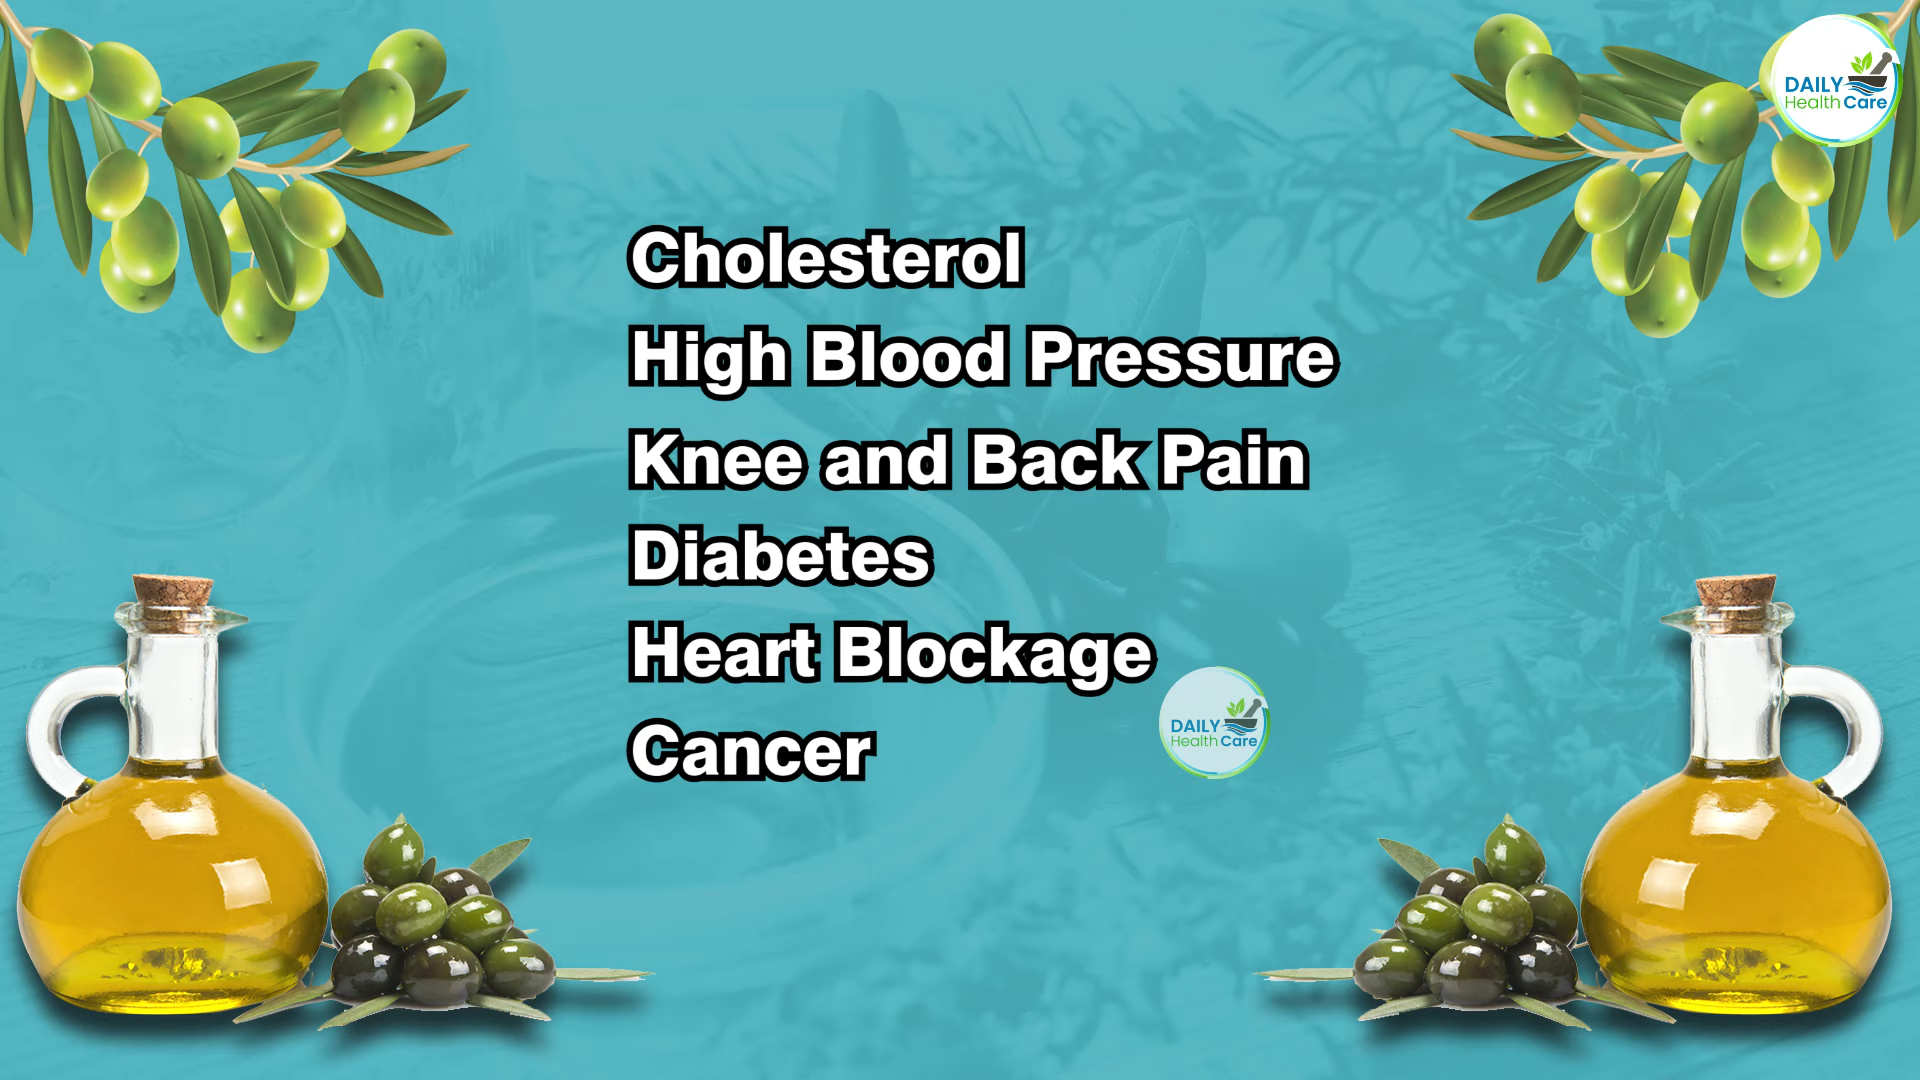 DAILY
Health Care
Cholesterol
High Blood Pressure
Knee and Back Pain
Diabetes
Heart Blockage
Cancer
DAILY
Health Care